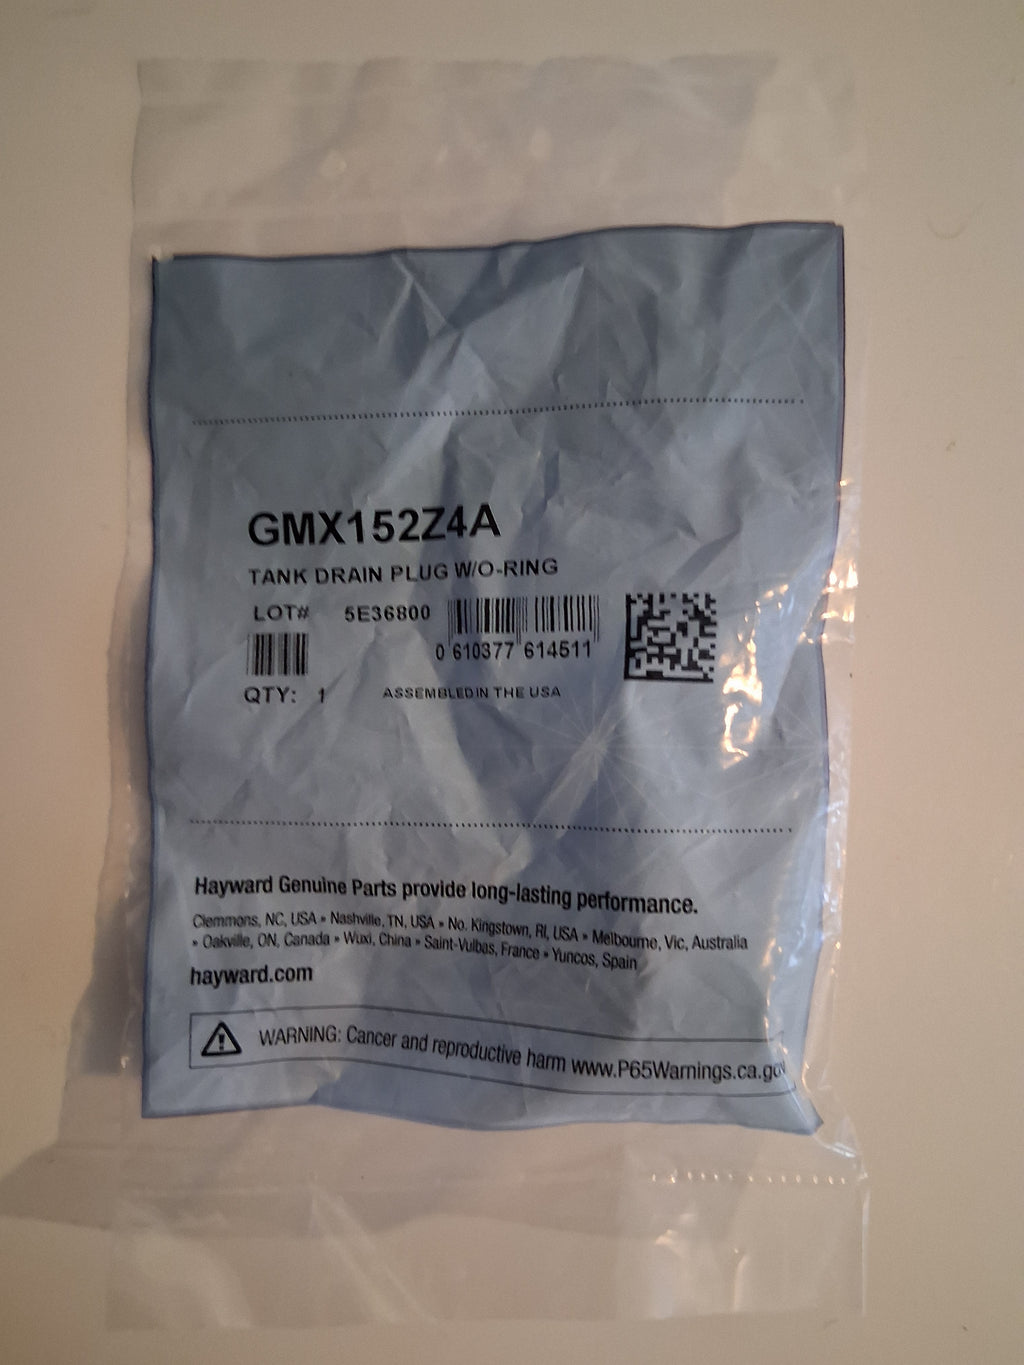 GMX152Z4A
TANK DRAIN PLUG W/O-RING
LOT# 5E36800
0 610377 614511
QTY: 1 ASSEMBLED IN THE USA
Hayward Genuine Parts provide long-lasting performance.
Clemmons, NC, USA • Nashville, TN, USA • No. Kingstown, RI, USA • Melbourne, Vic, Australia
• Oakville, ON, Canada • Wuxi, China • Saint-Vulbas, France • Yuncos, Spain
hayward.com
WARNING: Cancer and reproductive harm www.P65Warnings.ca.gov